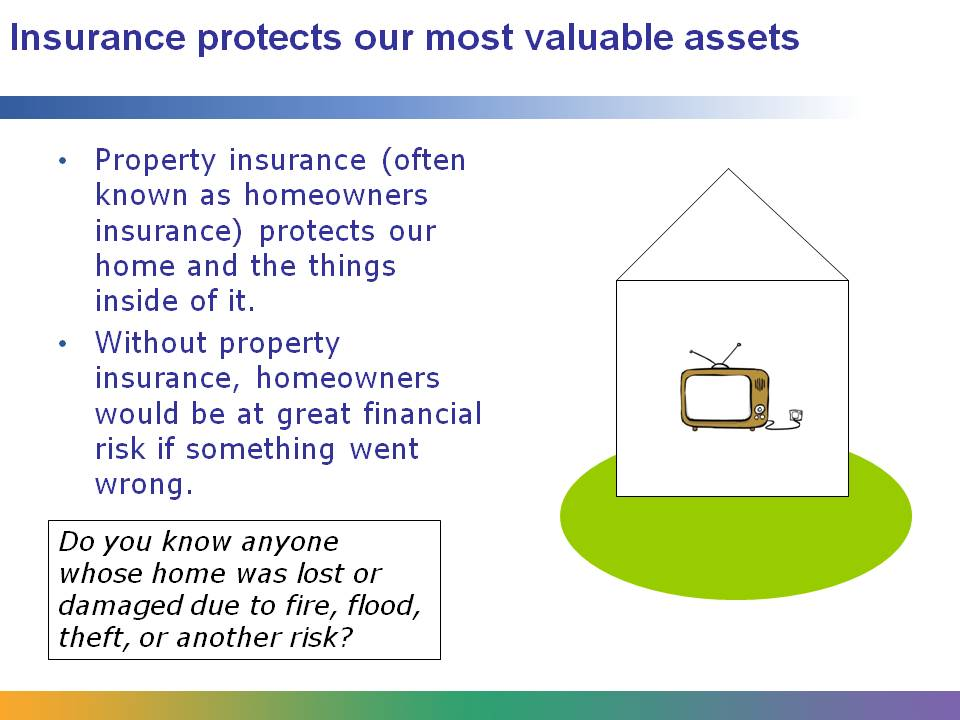 Insurance protects our most valuable assets
• Property insurance (often
known as homeowners
insurance) protects our
home and the things
inside of it.
• Without property
insurance, homeowners
would be at great financial
risk if something went
wrong.
Do you know anyone
whose home was lost or
damaged due to fire, flood,
theft, or another risk?